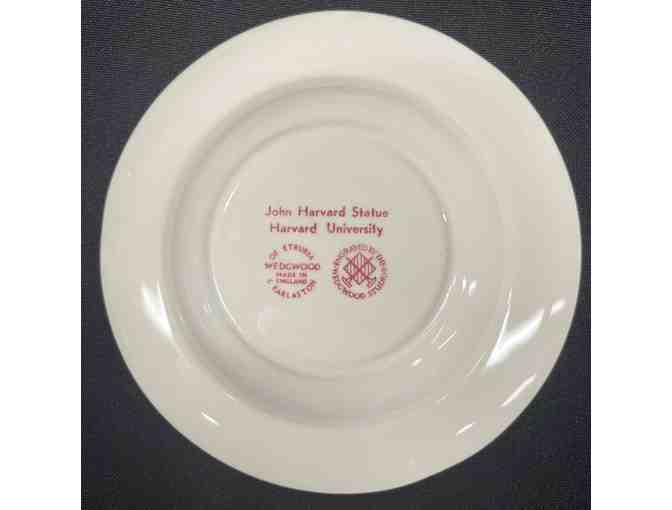 John Harvard Statue
Harvard University
OF ETRURIA
WEDGWOOD
MADE IN
ENGLAND
& BARLASTON
ENGRAVED BY THE
WEDGWOOD STUDIO